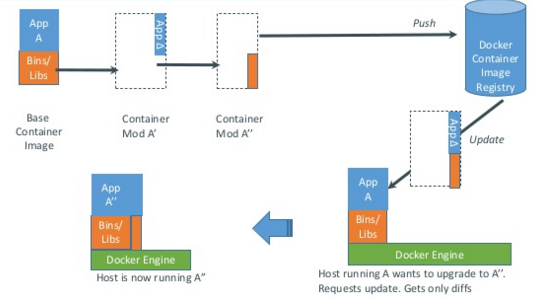 App
A
Bins/
Libs
Base
Container
Image
App Δ
Container
Mod A'
Container
Mod A''
Push
Docker
Container
Image
Registry
App Δ
Update
App
A
Bins/
Libs
Docker Engine
Host running A wants to upgrade to A''.
Requests update. Gets only diffs
App
A''
Bins/
Libs
Docker Engine
Host is now running A''